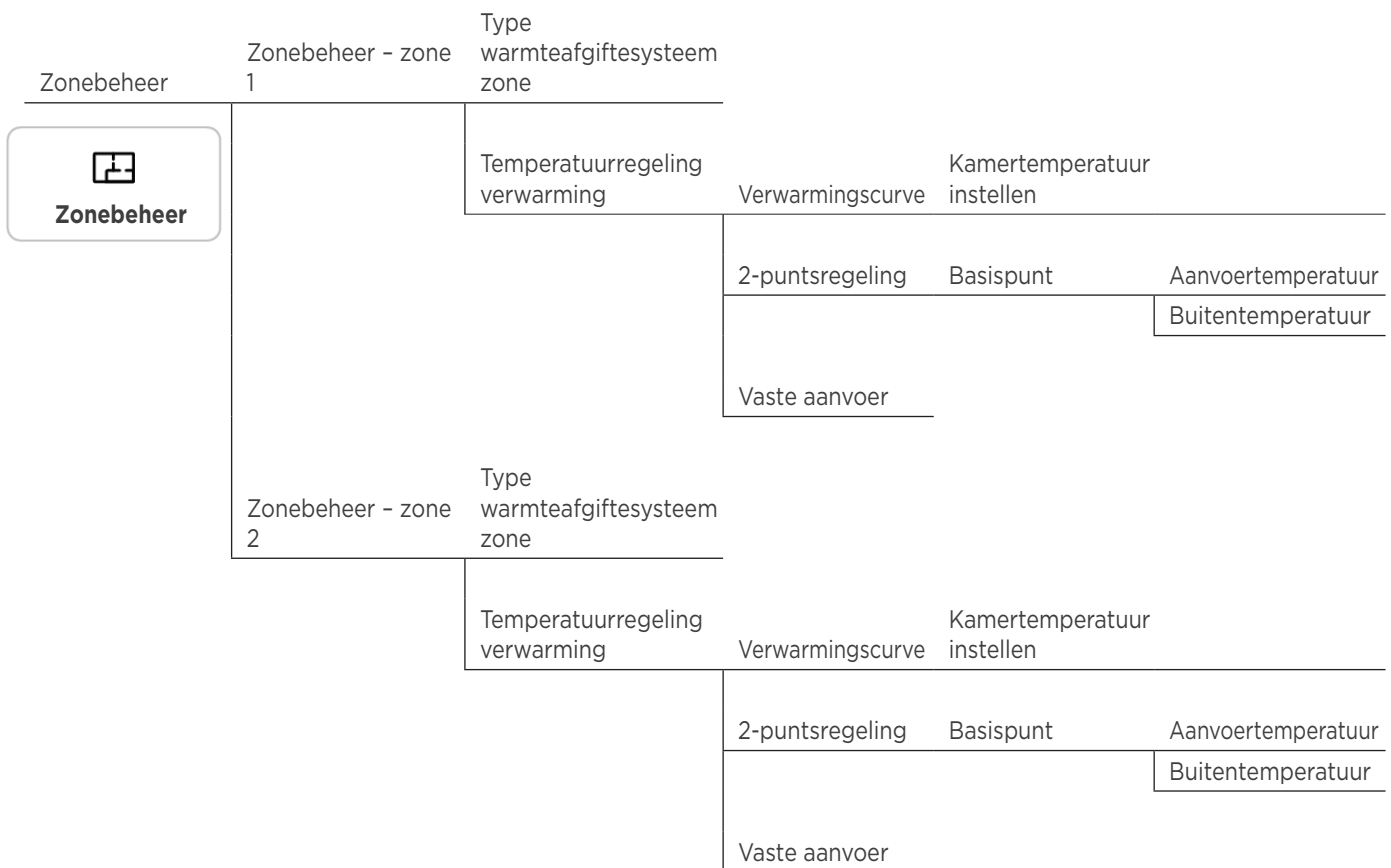 Zonebeheer
Zonebeheer – zone
1
Type
warmteafgiftesysteem
zone
Zonebeheer
Temperatuurregeling
verwarming
Verwarmingscurve
Kamertemperatuur
instellen
2-puntsregeling
Basispunt
Aanvoertemperatuur
Buitentemperatuur
Vaste aanvoer
Zonebeheer – zone
2
Type
warmteafgiftesysteem
zone
Temperatuurregeling
verwarming
Verwarmingscurve
Kamertemperatuur
instellen
2-puntsregeling
Basispunt
Aanvoertemperatuur
Buitentemperatuur
Vaste aanvoer